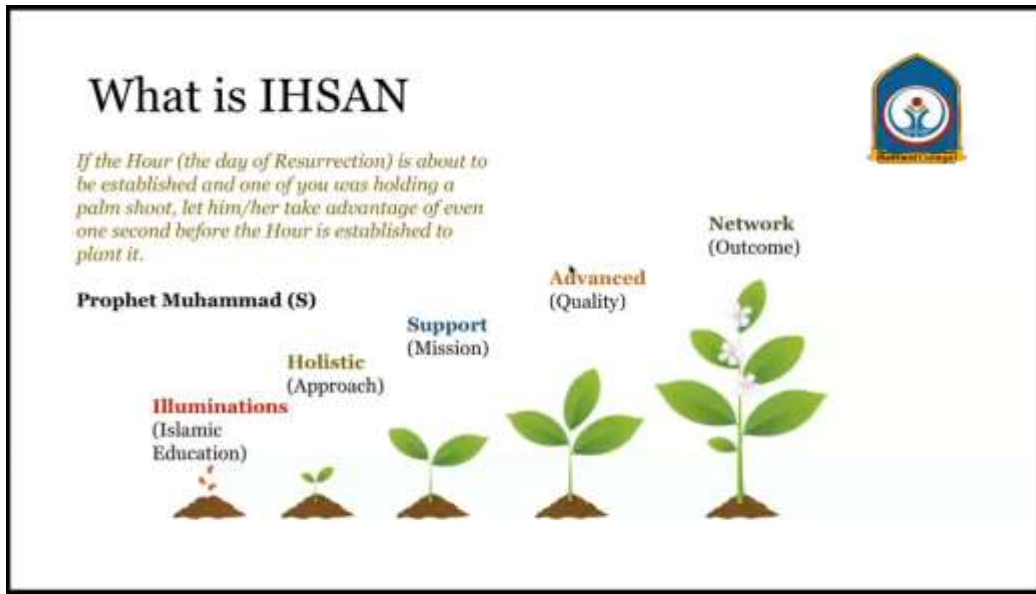 What is IHSAN
If the Hour (the day of Resurrection) is about to
be established and one of you was holding a
palm shoot, let him/her take advantage of even
one second before the Hour is established to
plant it.
Prophet Muhammad (S)
Illuminations
(Islamic
Education)
Holistic
(Approach)
Support
(Mission)
Advanced
(Quality)
Network
(Outcome)
College